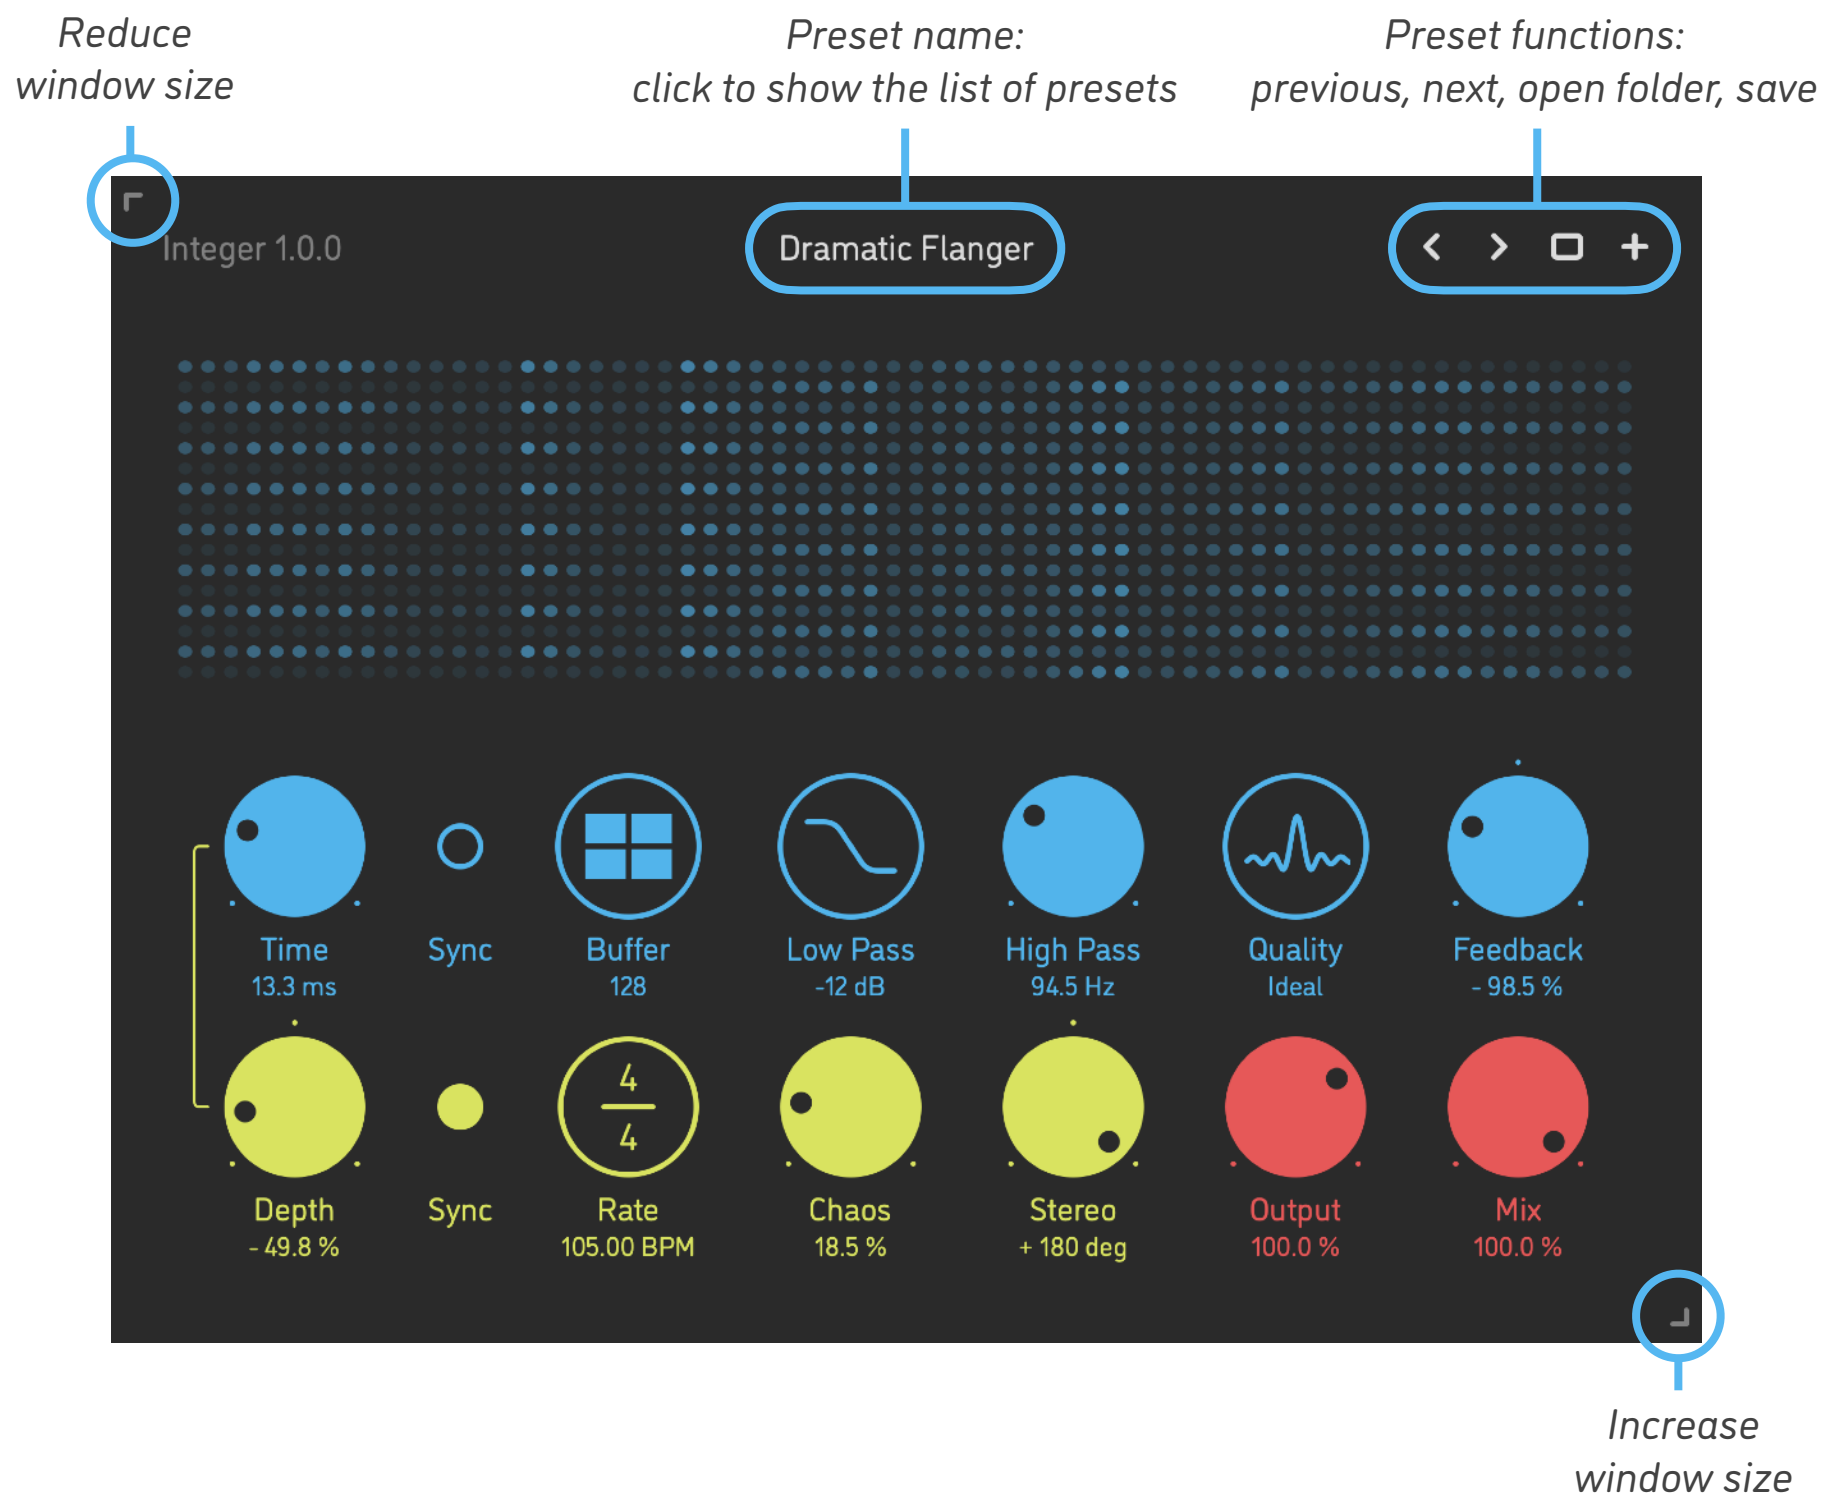 Reduce
window size
Preset name:
click to show the list of presets
Preset functions:
previous, next, open folder, save
Integer 1.0.0
Dramatic Flanger
Time
13.3 ms
Sync
Buffer
128
Low Pass
-12 dB
High Pass
94.5 Hz
Quality
Ideal
Feedback
- 98.5 %
Depth
- 49.8 %
Sync
4
4
Rate
105.00 BPM
Chaos
18.5 %
Stereo
+ 180 deg
Output
100.0 %
Mix
100.0 %
Increase
window size